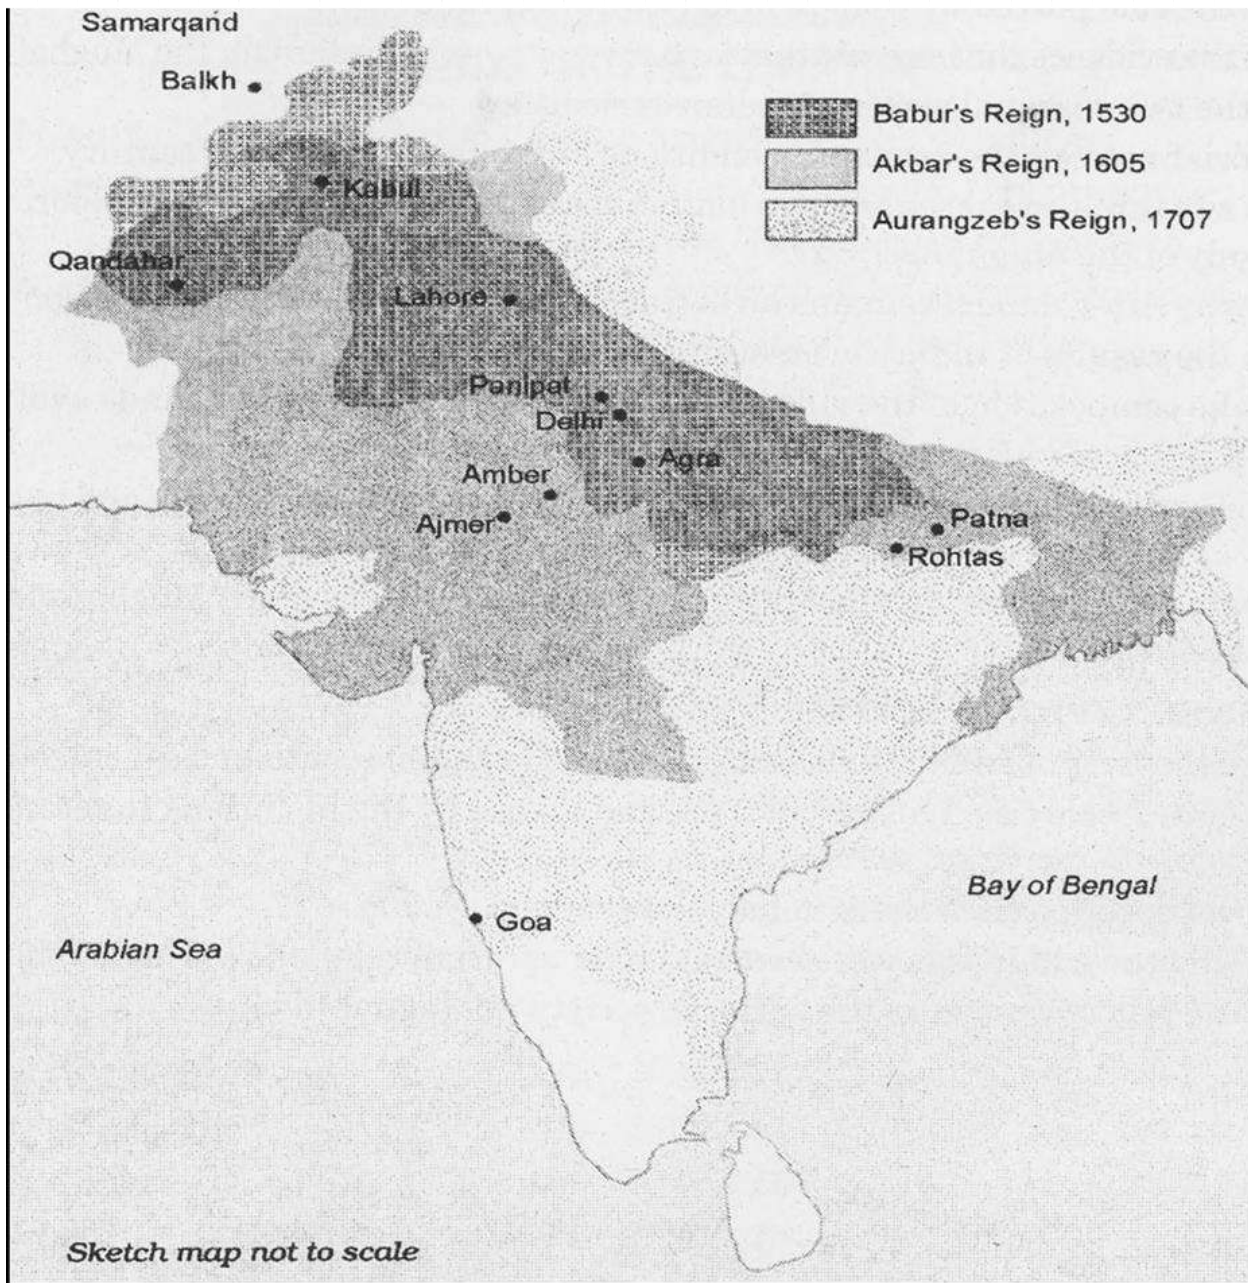 Samarqand
Balkh
Babur's Reign, 1530
Akbar's Reign, 1605
Aurangzeb's Reign, 1707
Kabul
Qandahar
Lahore
Panipat
Delhi
Agra
Amber
Ajmer
Patna
Rohtas
Bay of Bengal
Goa
Arabian Sea
Sketch map not to scale